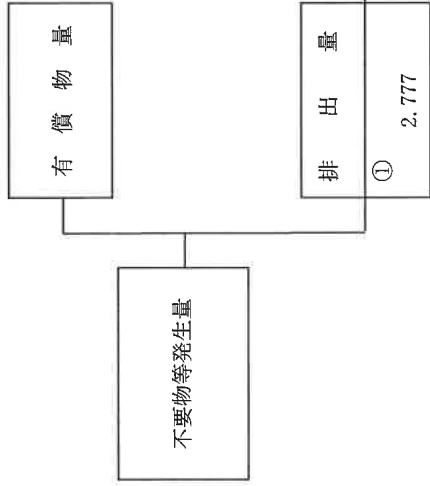 有償物量
不要物等発生量
排出量
①
2.777